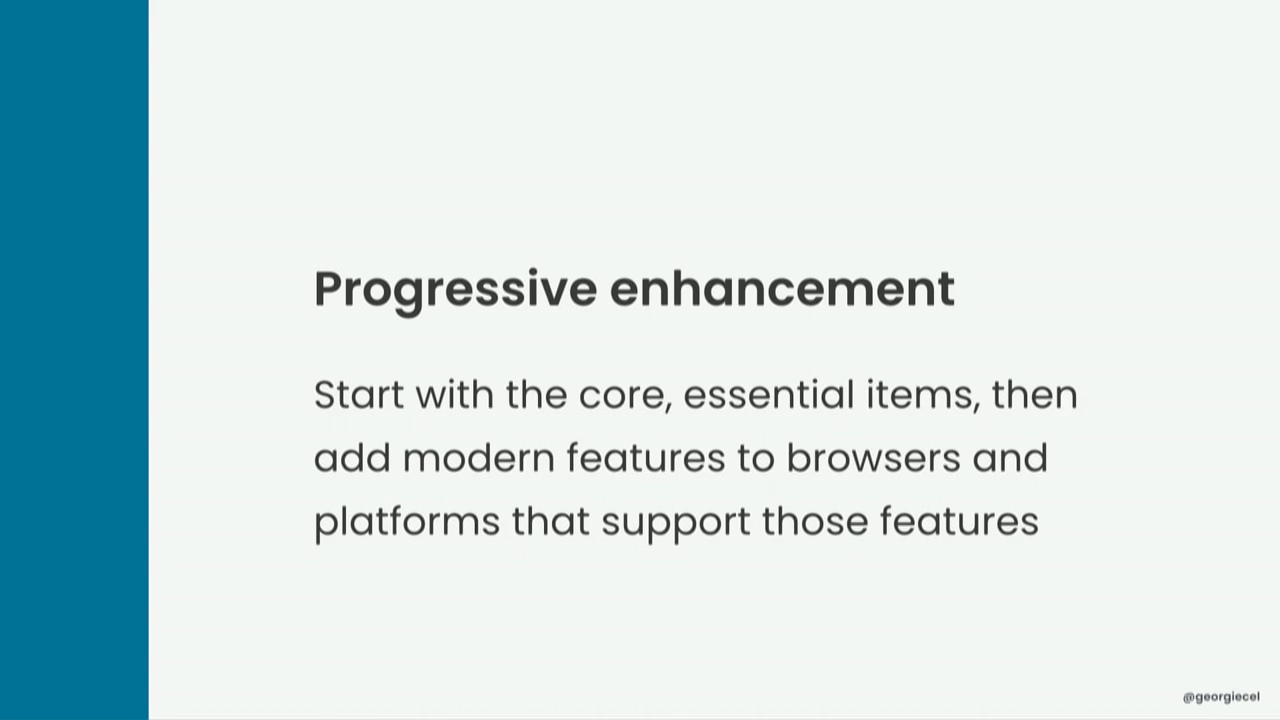 Progressive enhancement
Start with the core, essential items, then
add modern features to browsers and
platforms that support those features
@georgiecel